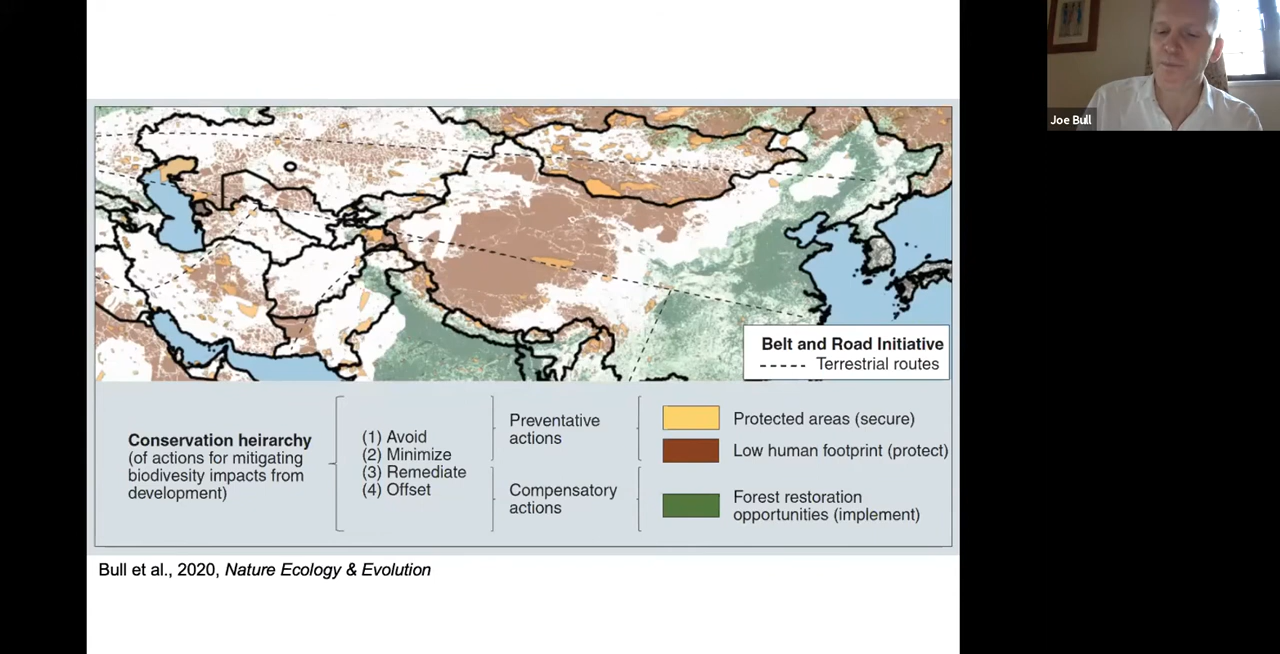 Joe Bull
Belt and Road Initiative
Terrestrial routes
Conservation heirarchy
(of actions for mitigating
biodivesity impacts from
development)
(1) Avoid
(2) Minimize
(3) Remediate
(4) Offset
Preventative
actions
Compensatory
actions
Protected areas (secure)
Low human footprint (protect)
Forest restoration
opportunities (implement)
Bull et al., 2020, Nature Ecology & Evolution